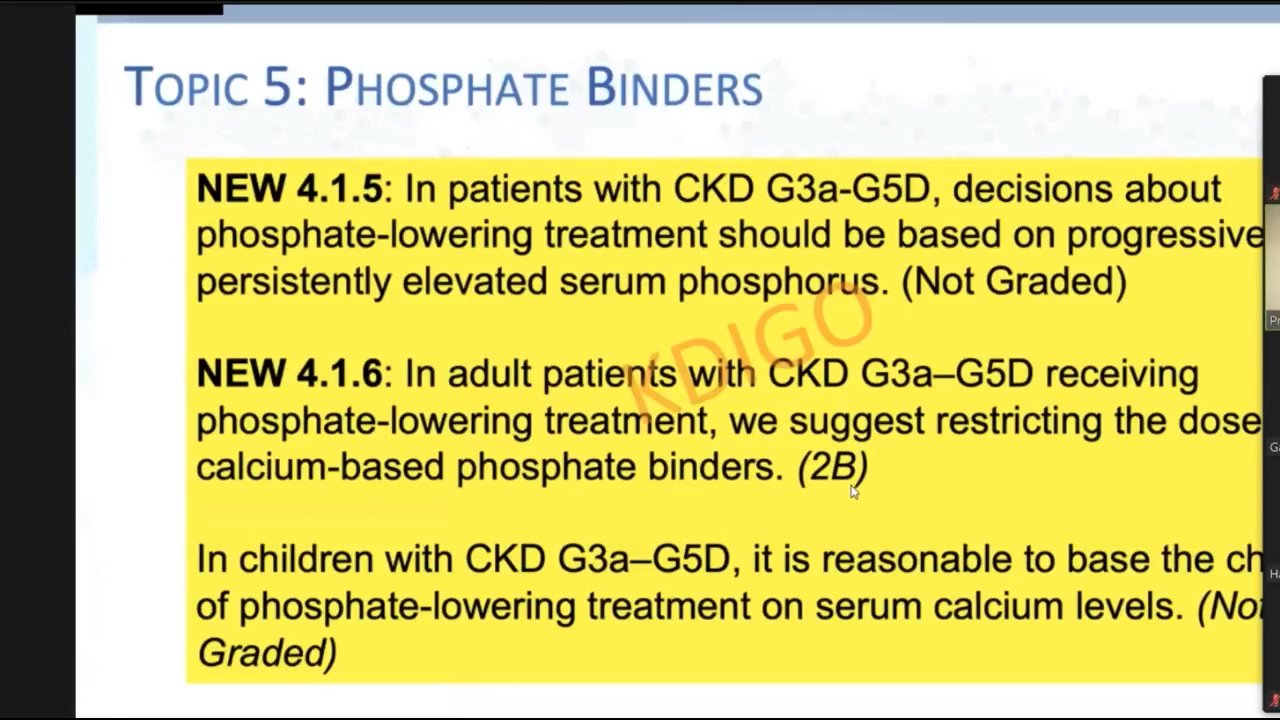 TOPIC 5: PHOSPHATE BINDERS
NEW 4.1.5: In patients with CKD G3a-G5D, decisions about
phosphate-lowering treatment should be based on progressive
persistently elevated serum phosphorus. (Not Graded)
KDIGO
NEW 4.1.6: In adult patients with CKD G3a–G5D receiving
phosphate-lowering treatment, we suggest restricting the dose
calcium-based phosphate binders. (2B)
In children with CKD G3a–G5D, it is reasonable to base the ch
of phosphate-lowering treatment on serum calcium levels. (Not
Graded)